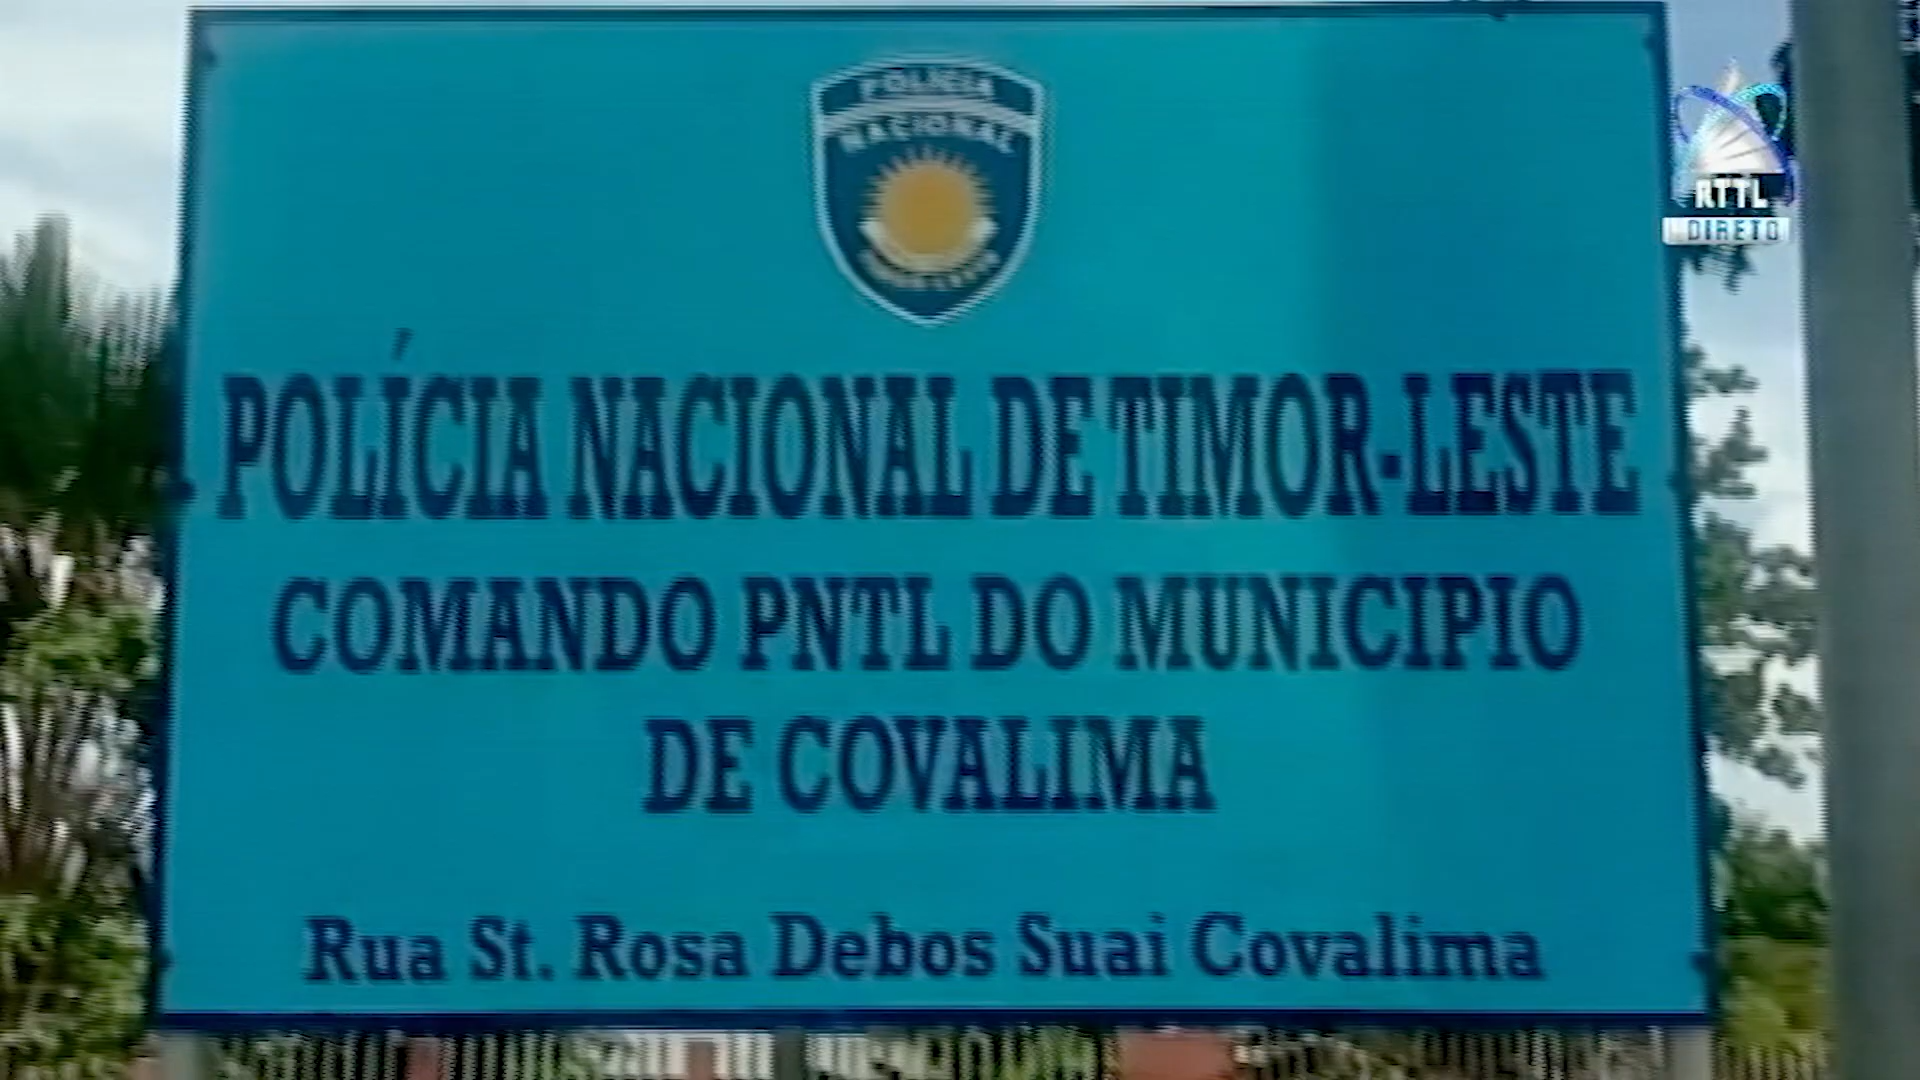 POLÍCIA
NACIONAL
RTTL
DIRETO
POLÍCIA NACIONAL DE TIMOR-LESTE
COMANDO PNTL DO MUNICIPIO
DE COVALIMA
Rua St. Rosa Debos Suai Covalima